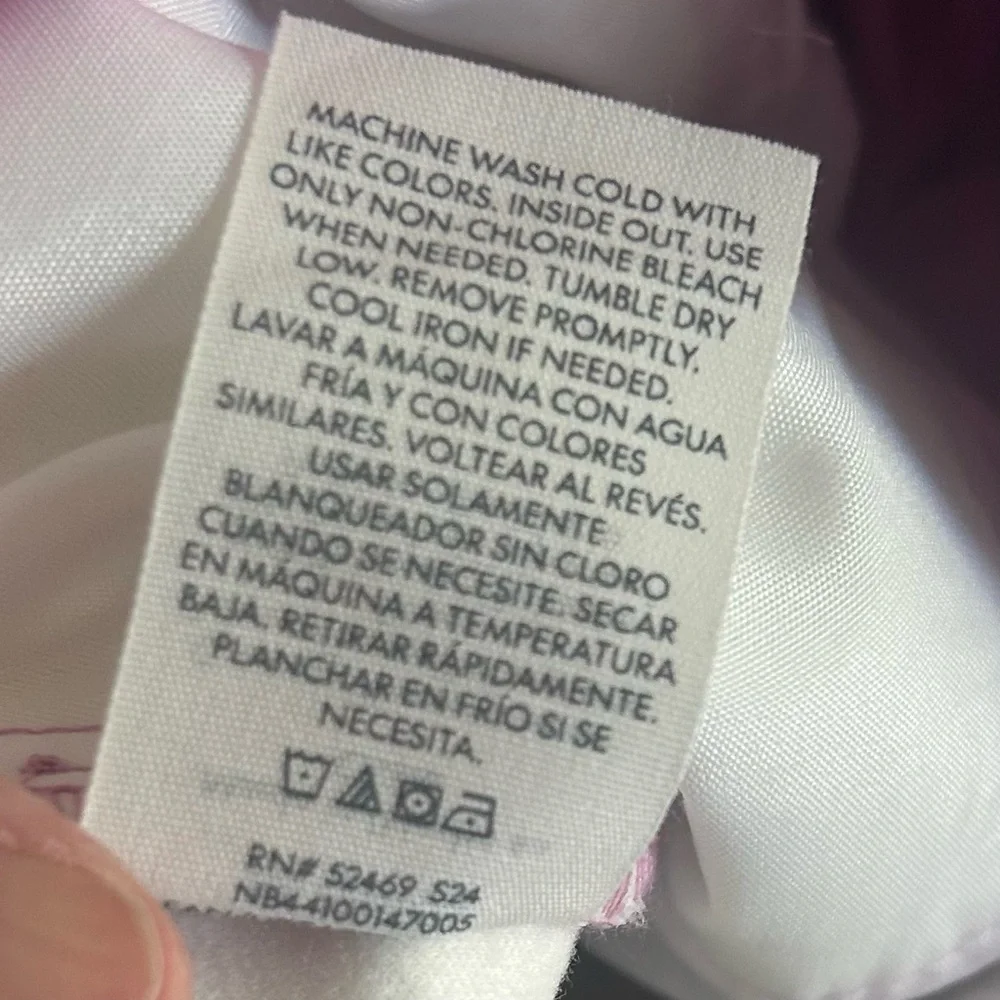 MACHINE WASH COLD WITH
LIKE COLORS. INSIDE OUT. USE
ONLY NON-CHLORINE BLEACH
WHEN NEEDED. TUMBLE DRY
LOW. REMOVE PROMPTLY.
COOL IRON IF NEEDED.
LAVAR A MÁQUINA CON AGUA
FRÍA Y CON COLORES
SIMILARES. VOLTEAR AL REVÉS.
USAR SOLAMENTE
BLANQUEADOR SIN CLORO
CUANDO SE NECESITE. SECAR
EN MÁQUINA A TEMPERATURA
BAJA. RETIRAR RÁPIDAMENTE.
PLANCHAR EN FRÍO SI SE
NECESITA.
RN# 52469 S24
NB44100147005